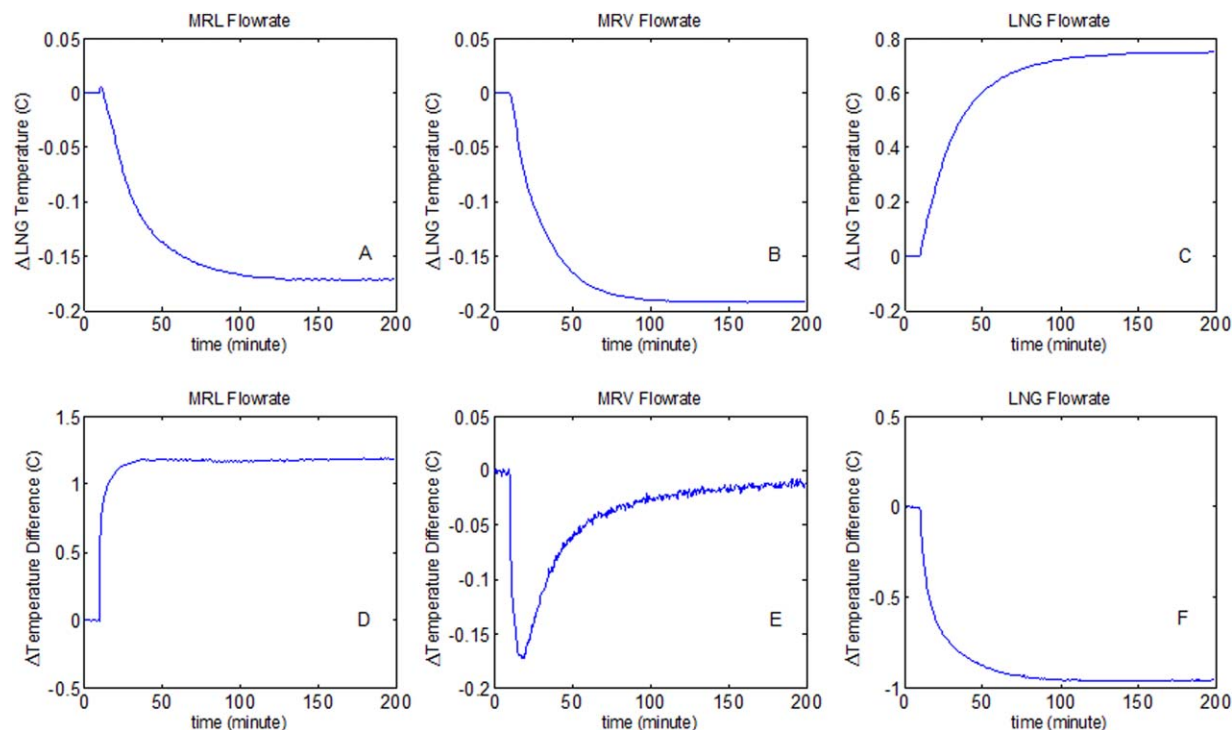 MRL Flowrate
0.05
0
-0.05
-0.1
-0.15
-0.2
ΔLNG Temperature (C)
A
0 50 100 150 200
time (minute)
MRV Flowrate
0.05
0
-0.05
-0.1
-0.15
-0.2
ΔLNG Temperature (C)
B
0 50 100 150 200
time (minute)
LNG Flowrate
0.8
0.6
0.4
0.2
0
-0.2
ΔLNG Temperature (C)
C
0 50 100 150 200
time (minute)
MRL Flowrate
1.5
1
0.5
0
-0.5
ΔTemperature Difference (C)
D
0 50 100 150 200
time (minute)
MRV Flowrate
0.05
0
-0.05
-0.1
-0.15
-0.2
ΔTemperature Difference (C)
E
0 50 100 150 200
time (minute)
LNG Flowrate
0.5
0
-0.5
-1
ΔTemperature Difference (C)
F
0 50 100 150 200
time (minute)